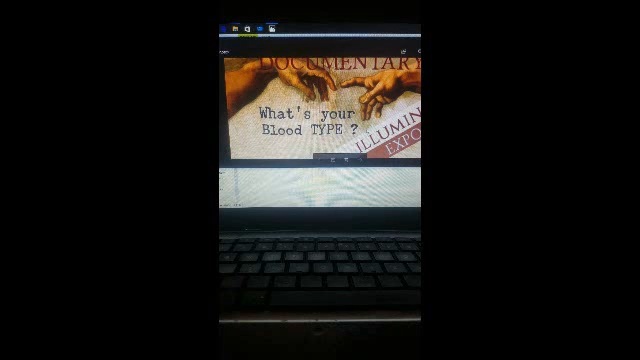 DOCUMENTARY
What's your
Blood TYPE ?
ILLUMIN
EXPO